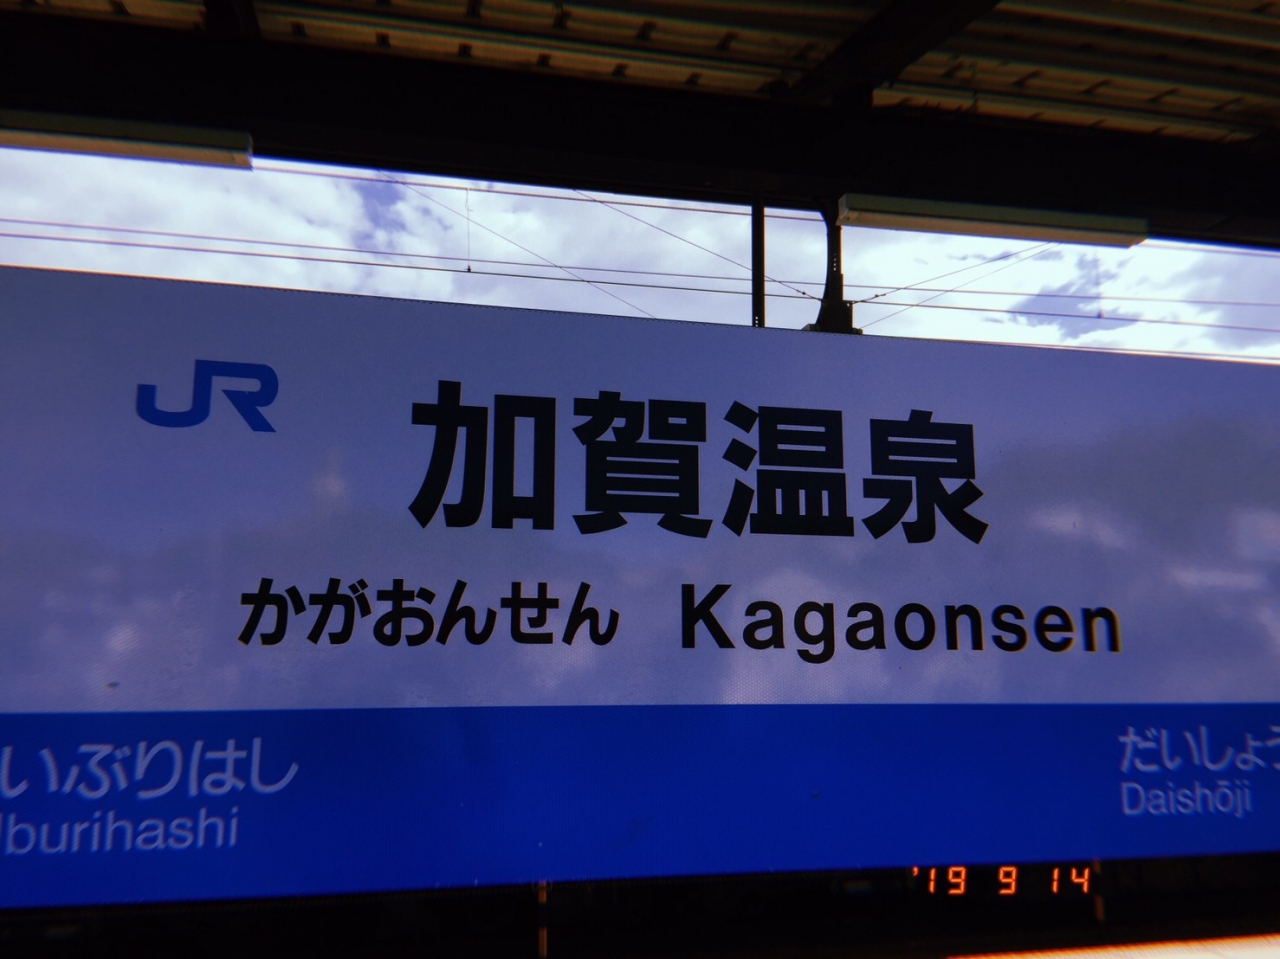 JR
加賀温泉
かがおんせん Kagaonsen
いぶりはし
Iburihashi
だいしょう
Daishōji
'19 9 14